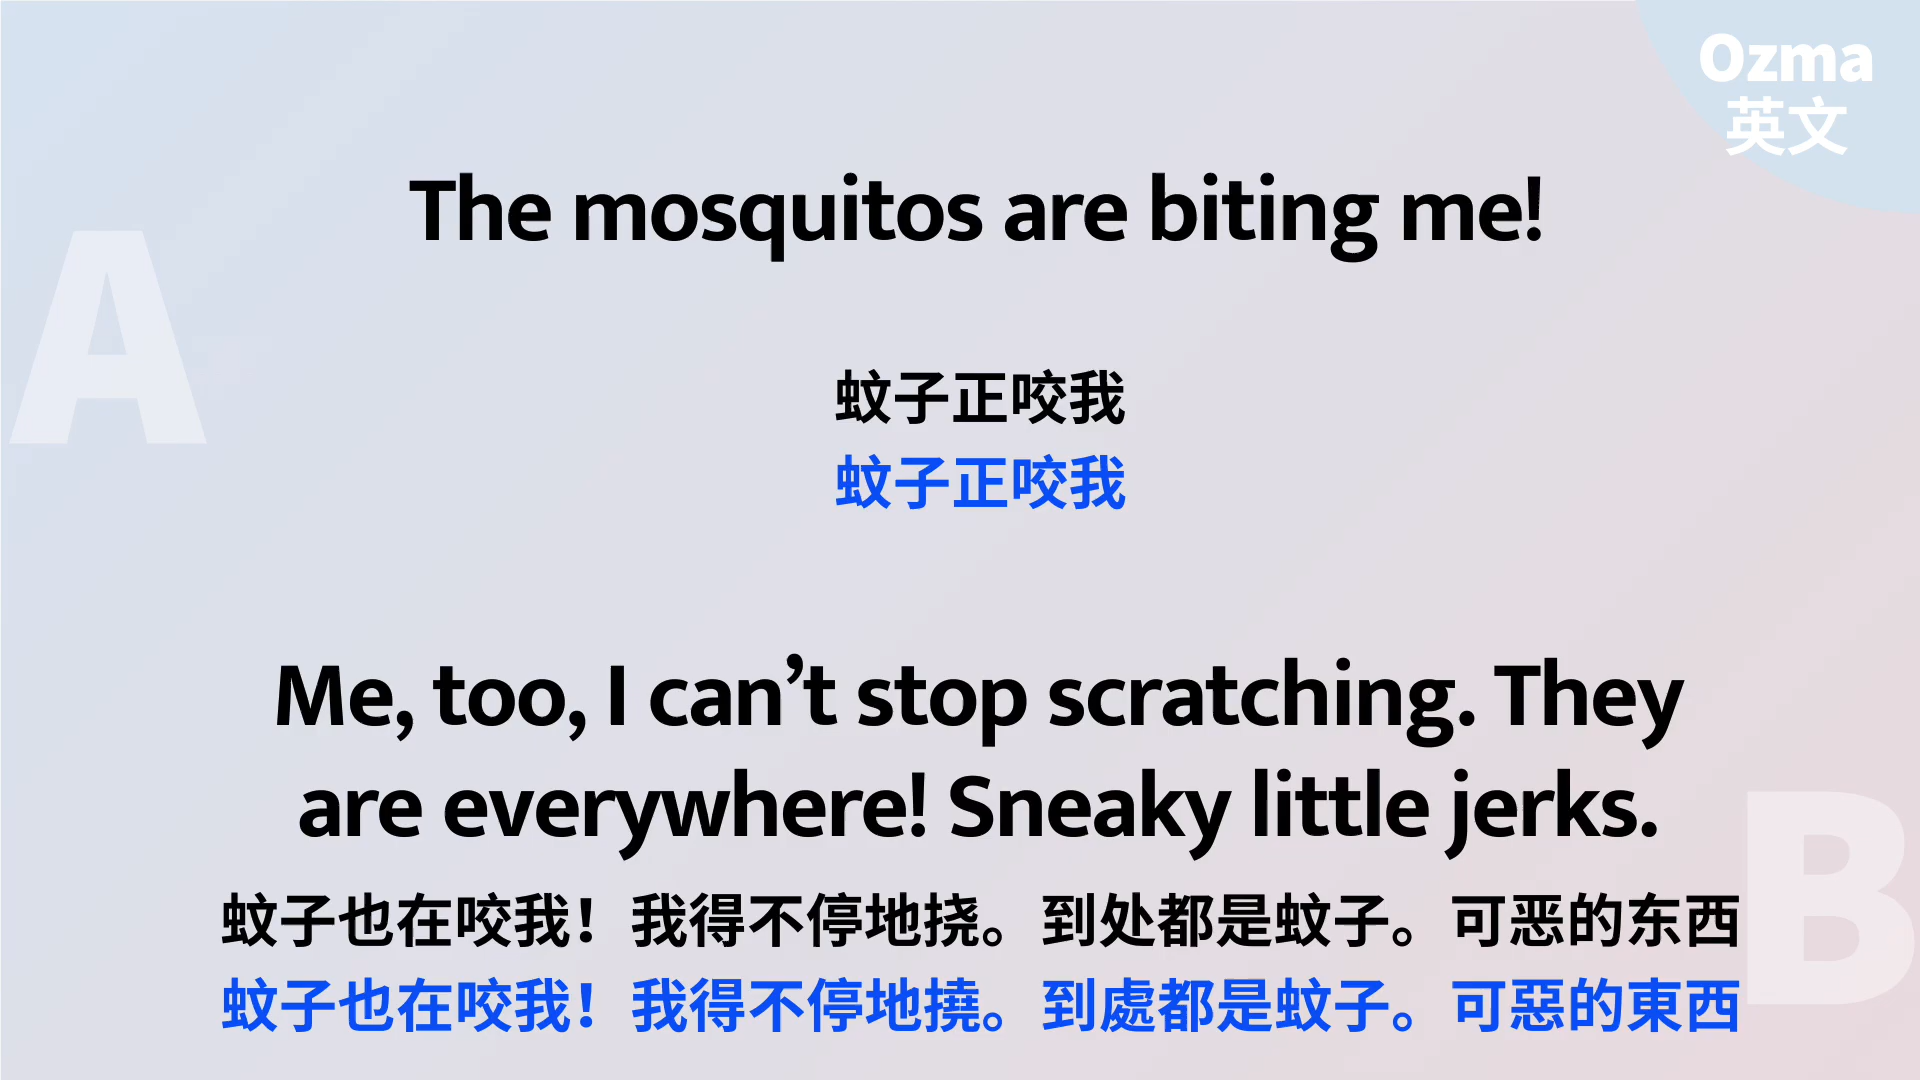 Ozma
英文
The mosquitos are biting me!
A
蚊子正咬我
蚊子正咬我
Me, too, I can’t stop scratching. They
are everywhere! Sneaky little jerks.
B
蚊子也在咬我！我得不停地挠。到处都是蚊子。可恶的东西
蚊子也在咬我！我得不停地撓。到處都是蚊子。可惡的東西